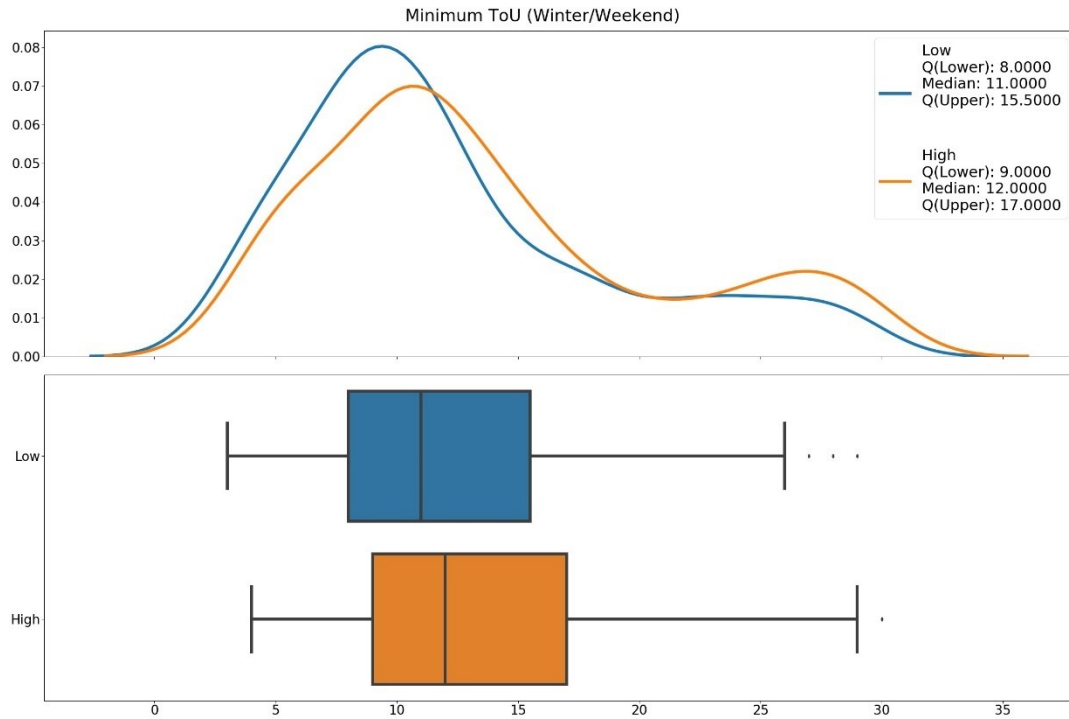 Minimum ToU (Winter/Weekend)
0.08
0.07
0.06
0.05
0.04
0.03
0.02
0.01
0.00
Low
Q(Lower): 8.0000
Median: 11.0000
Q(Upper): 15.5000
High
Q(Lower): 9.0000
Median: 12.0000
Q(Upper): 17.0000
Low
High
0 5 10 15 20 25 30 35